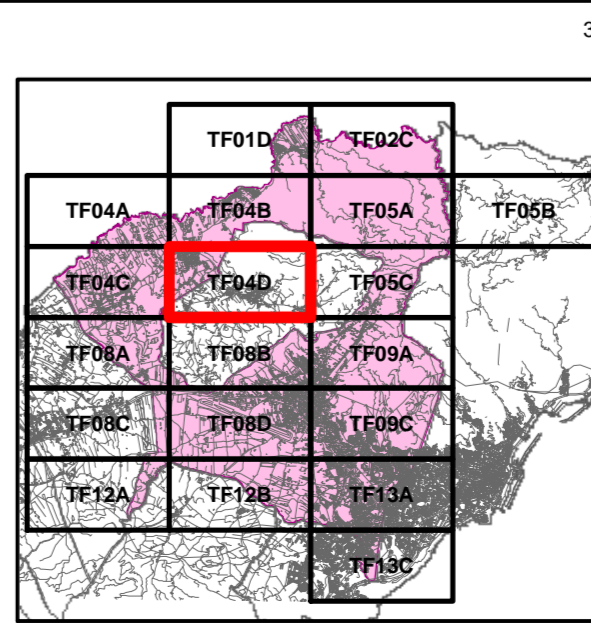 3
TF01D TF02C
TF04A TF04B TF05A TF05B
TF04C TF04D TF05C
TF08A TF08B TF09A
TF08C TF08D TF09C
TF12A TF12B TF13A
TF13C